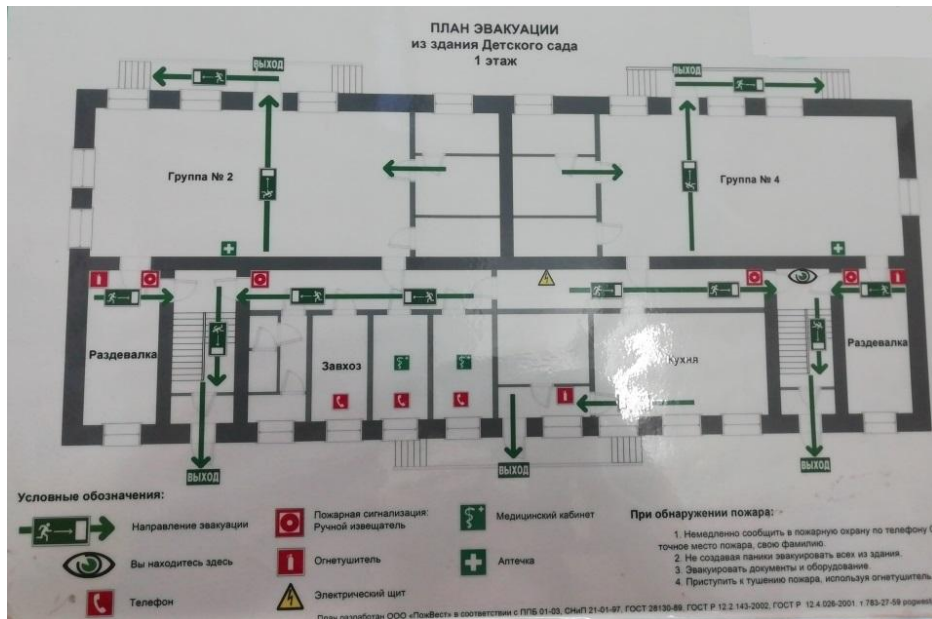 ПЛАН ЭВАКУАЦИИ
из здания Детского сада
1 этаж
ВЫХОД
ВЫХОД
Группа № 2
Группа № 4
Раздевалка
Завхоз
Кухня
Раздевалка
ВЫХОД
ВЫХОД
ВЫХОД
Условные обозначения:
Направление эвакуации
Вы находитесь здесь
Телефон
Пожарная сигнализация:
Ручной извещатель
Огнетушитель
Электрический щит
Медицинский кабинет
Аптечка
При обнаружении пожара:
1. Немедленно сообщить в пожарную охрану по телефону
точное место пожара, свою фамилию.
2. Не создавая паники эвакуировать всех из здания.
3. Эвакуировать документы и оборудование.
4. Приступить к тушению пожара, используя огнетушитель
План разработан ООО «ПожВест» в соответствии с ППБ 01-03, СНиП 21-01-97, ГОСТ 28130-89, ГОСТ Р 12.2.143-2002, ГОСТ Р 12.4.026-2001. т.783-27-59